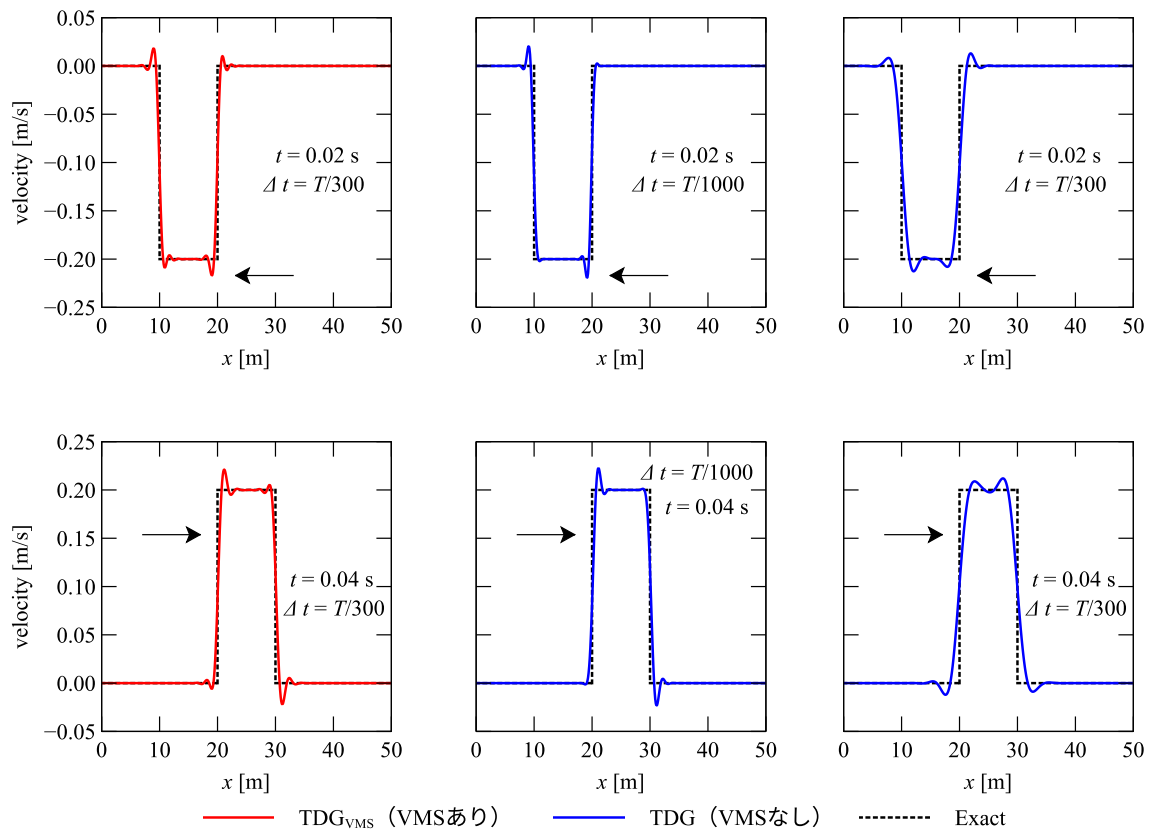 0.05
0.00
−0.05
−0.10
−0.15
−0.20
−0.25
velocity [m/s]
t = 0.02 s
Δ t = T/300
0 10 20 30 40 50
x [m]
t = 0.02 s
Δ t = T/1000
0 10 20 30 40 50
x [m]
t = 0.02 s
Δ t = T/300
0 10 20 30 40 50
x [m]
0.25
0.20
0.15
0.10
0.05
0.00
−0.05
velocity [m/s]
t = 0.04 s
Δ t = T/300
0 10 20 30 40 50
x [m]
Δ t = T/1000
t = 0.04 s
0 10 20 30 40 50
x [m]
t = 0.04 s
Δ t = T/300
0 10 20 30 40 50
x [m]
TDGVMS（VMSあり） TDG（VMSなし） Exact